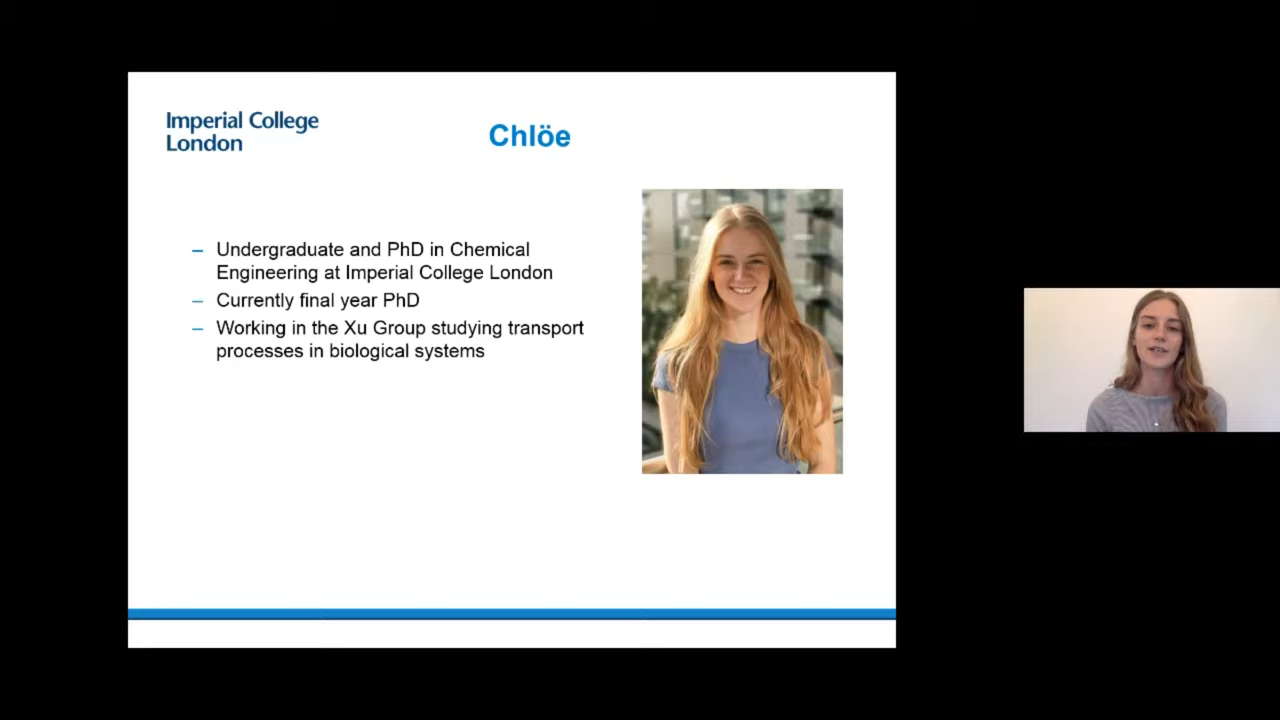 Imperial College
London
Chlöe
– Undergraduate and PhD in Chemical
Engineering at Imperial College London
– Currently final year PhD
– Working in the Xu Group studying transport
processes in biological systems